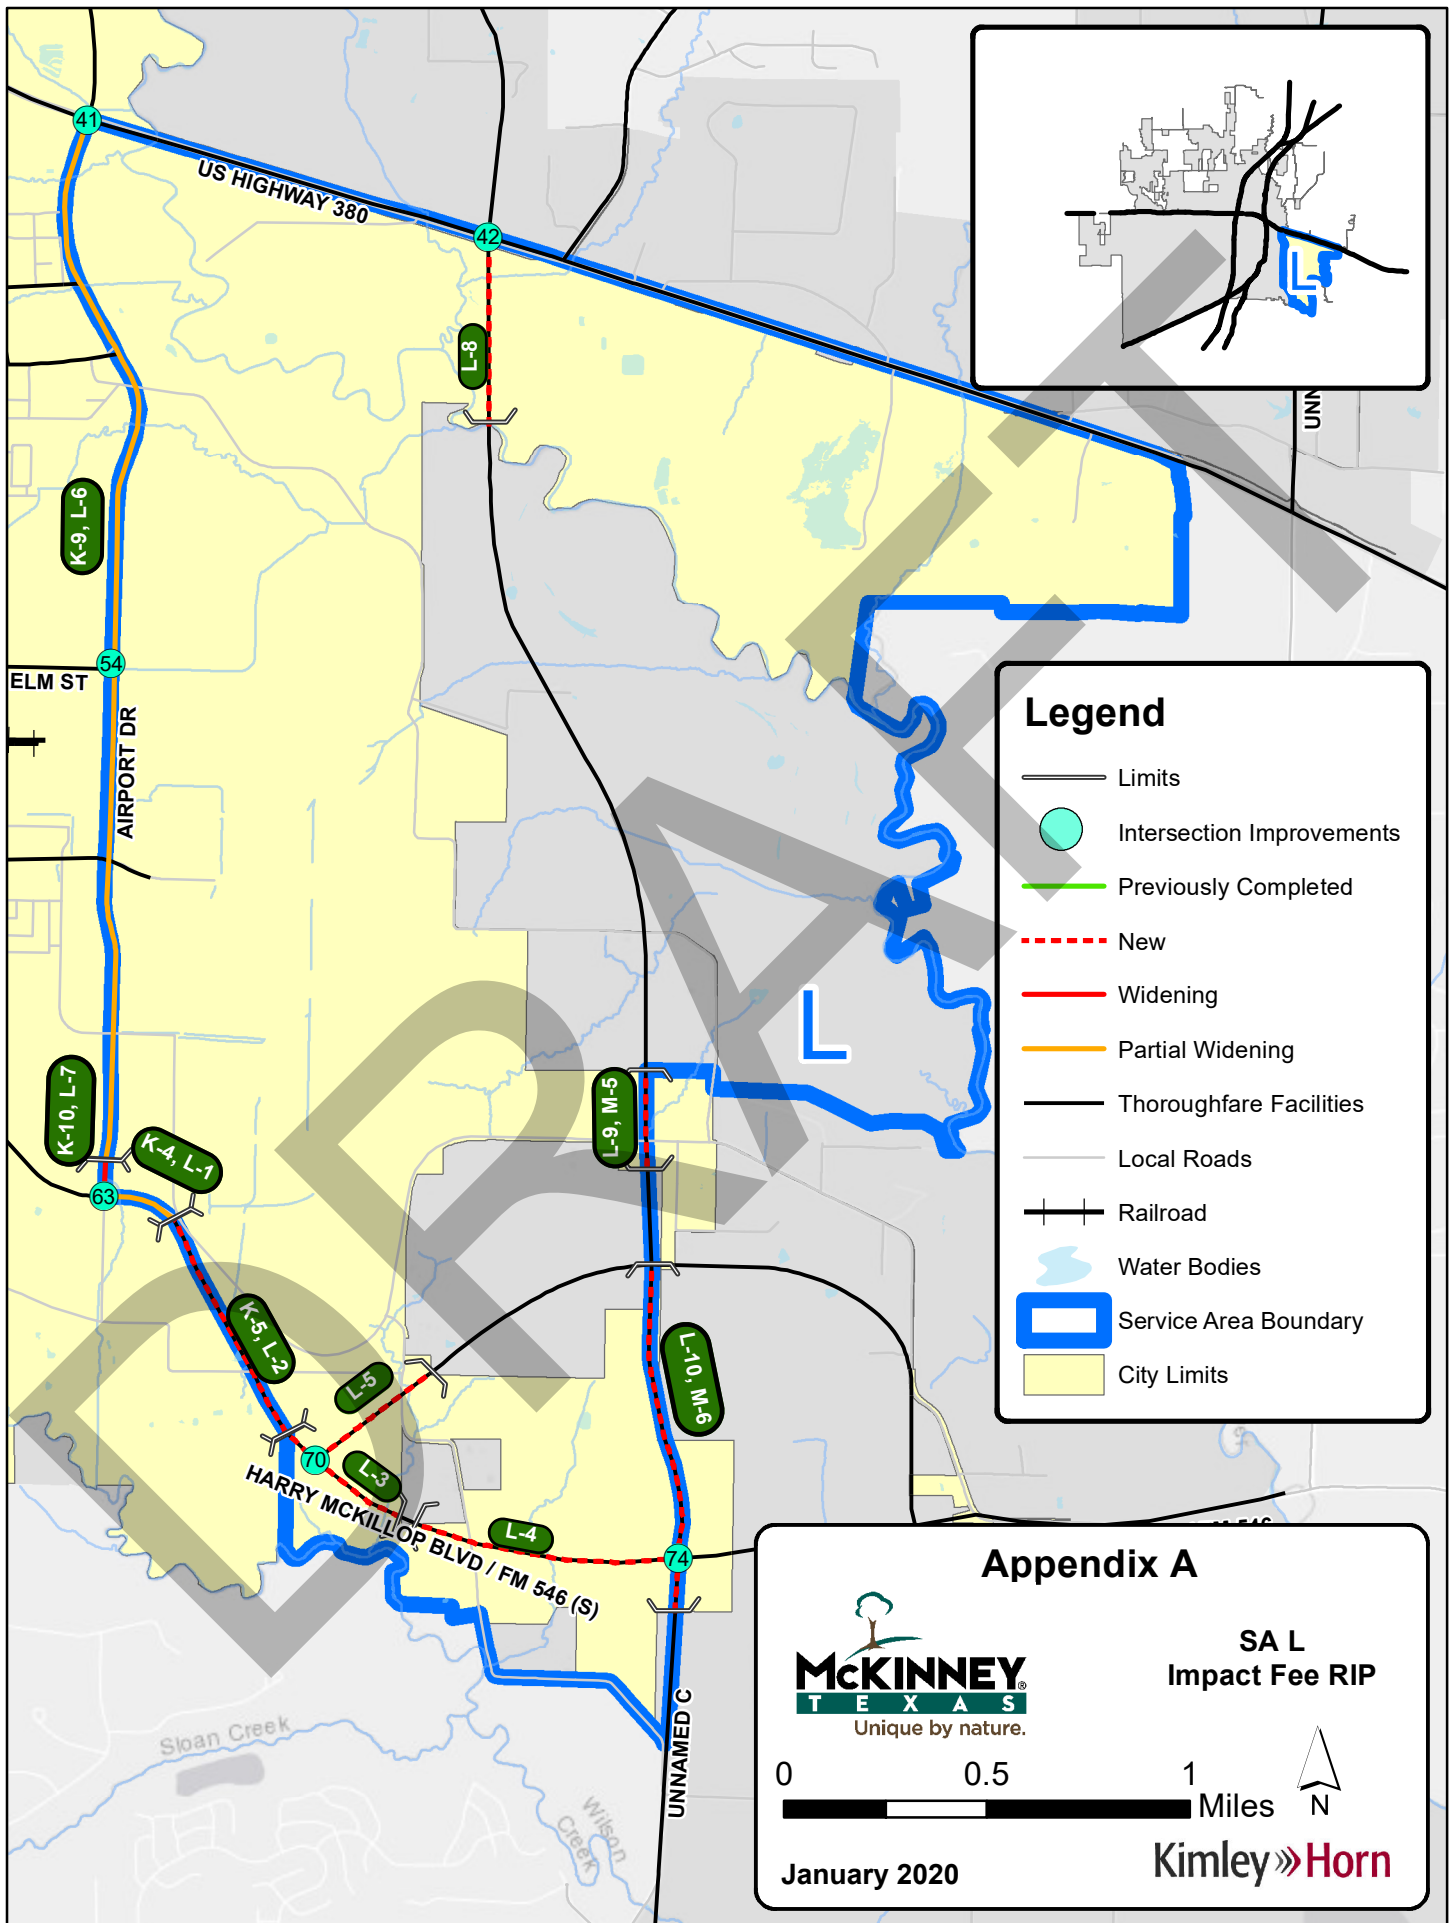 41
US HIGHWAY 380
42
L
UNN
L-8
K-9, L-6
54
ELM ST
AIRPORT DR
Legend
Limits
Intersection Improvements
Previously Completed
New
Widening
Partial Widening
Thoroughfare Facilities
Local Roads
Railroad
Water Bodies
Service Area Boundary
City Limits
L
K-10, L-7
K-4, L-1
L-9, M-5
63
K-5, L-2
L-5
L-10, M-6
70
L-3
HARRY MCKILLOP BLVD / FM 546 (S)
L-4
74
UNNAMED C
Sloan Creek
Wilson
Creek
DRAFT
Appendix A
McKINNEY®
TEXAS
Unique by nature.
SA L
Impact Fee RIP
0 0.5 1
Miles
N
January 2020
Kimley»Horn